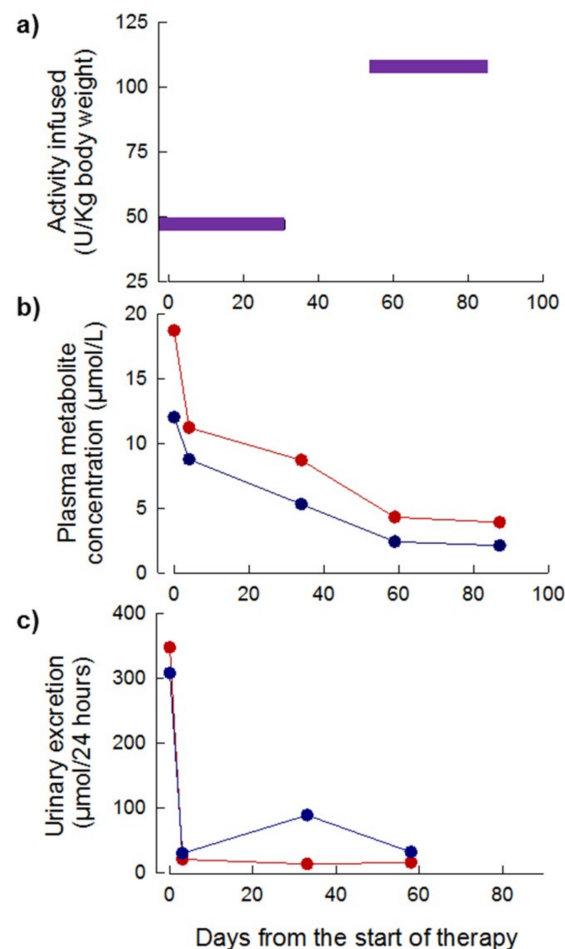 a)
Activity infused
(U/Kg body weight)
125
100
75
50
25
0 20 40 60 80 100
b)
Plasma metabolite
concentration (µmol/L)
20
15
10
5
0
0 20 40 60 80 100
c)
Urinary excretion
(µmol/24 hours)
400
300
200
100
0
0 20 40 60 80
Days from the start of therapy